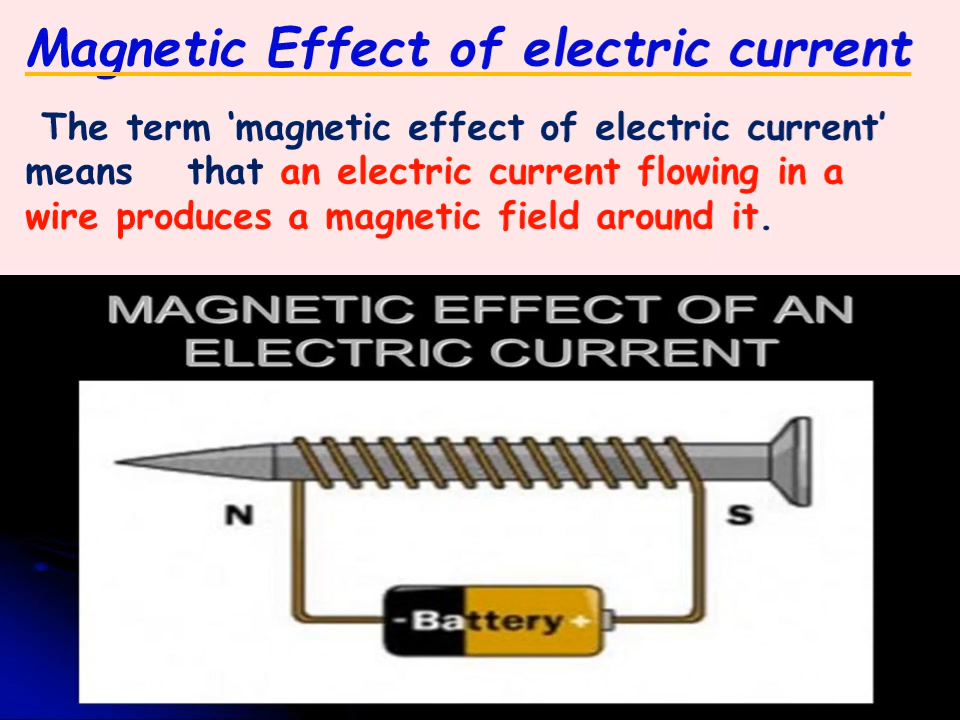 Magnetic Effect of electric current
The term ‘magnetic effect of electric current’
means that an electric current flowing in a
wire produces a magnetic field around it.
MAGNETIC EFFECT OF AN
ELECTRIC CURRENT
N S
-Battery+